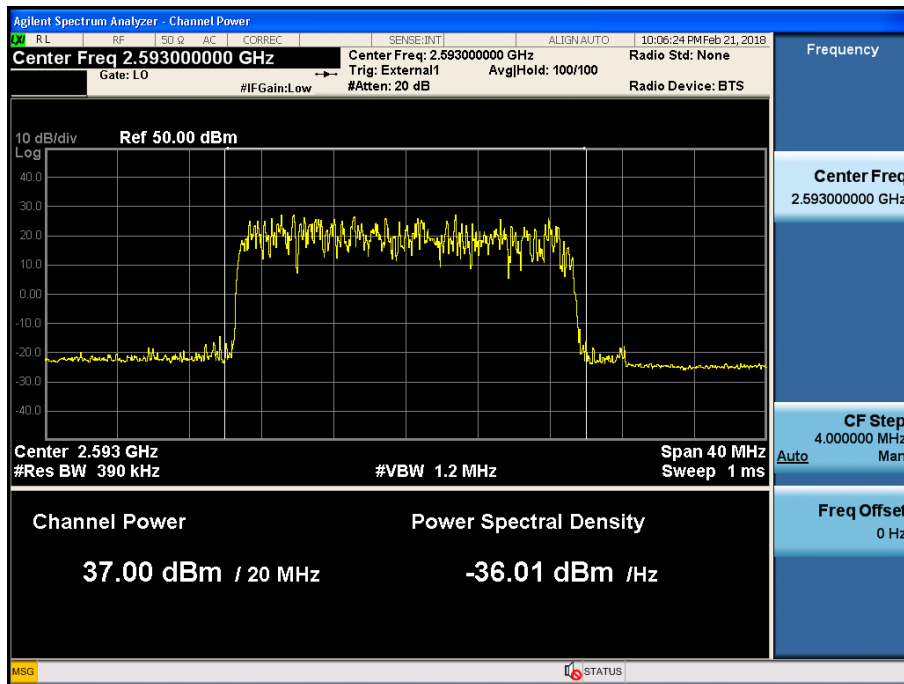 Agilent Spectrum Analyzer - Channel Power
LXI RL RF 50 Ω AC CORREC SENSE:INT ALIGN AUTO 10:06:24 PM Feb 21, 2018
Center Freq 2.593000000 GHz
Gate: LO
#IFGain:Low
Center Freq: 2.593000000 GHz
Trig: External1 Avg|Hold: 100/100
#Atten: 20 dB
Radio Std: None
Radio Device: BTS
10 dB/div Ref 50.00 dBm
Log
40.0
30.0
20.0
10.0
0.00
-10.0
-20.0
-30.0
-40.0
Center 2.593 GHz Span 40 MHz
#Res BW 390 kHz #VBW 1.2 MHz Sweep 1 ms
Channel Power Power Spectral Density
37.00 dBm / 20 MHz -36.01 dBm /Hz
Frequency
Center Freq
2.593000000 GHz
CF Step
4.000000 MHz
Auto Man
Freq Offset
0 Hz
MSG STATUS